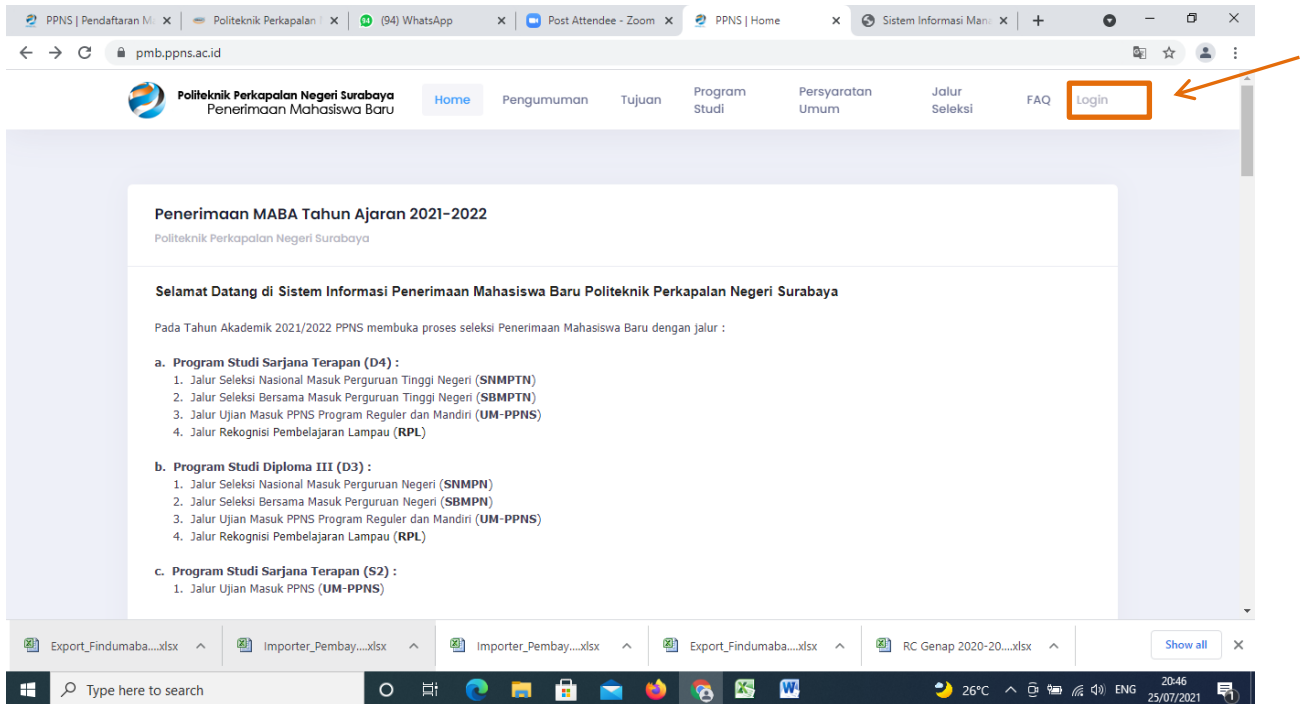 PPNS | Pendaftaran M
Politeknik Perkapalan
(94) WhatsApp
Post Attendee - Zoom
PPNS | Home
Sistem Informasi Mana
pmb.ppns.ac.id
Politeknik Perkapalan Negeri Surabaya
Penerimaan Mahasiswa Baru
Home
Pengumuman
Tujuan
Program
Studi
Persyaratan
Umum
Jalur
Seleksi
FAQ
Login
Penerimaan MABA Tahun Ajaran 2021-2022
Politeknik Perkapalan Negeri Surabaya
Selamat Datang di Sistem Informasi Penerimaan Mahasiswa Baru Politeknik Perkapalan Negeri Surabaya
Pada Tahun Akademik 2021/2022 PPNS membuka proses seleksi Penerimaan Mahasiswa Baru dengan jalur :
a. Program Studi Sarjana Terapan (D4) :
1. Jalur Seleksi Nasional Masuk Perguruan Tinggi Negeri (SNMPTN)
2. Jalur Seleksi Bersama Masuk Perguruan Tinggi Negeri (SBMPTN)
3. Jalur Ujian Masuk PPNS Program Reguler dan Mandiri (UM-PPNS)
4. Jalur Rekognisi Pembelajaran Lampau (RPL)
b. Program Studi Diploma III (D3) :
1. Jalur Seleksi Nasional Masuk Perguruan Negeri (SNMPN)
2. Jalur Seleksi Bersama Masuk Perguruan Negeri (SBMPN)
3. Jalur Ujian Masuk PPNS Program Reguler dan Mandiri (UM-PPNS)
4. Jalur Rekognisi Pembelajaran Lampau (RPL)
c. Program Studi Sarjana Terapan (S2) :
1. Jalur Ujian Masuk PPNS (UM-PPNS)
Export_Findumaba....xlsx
Importer_Pembay....xlsx
Importer_Pembay....xlsx
Export_Findumaba....xlsx
RC Genap 2020-20....xlsx
Show all
Type here to search
26°C
ENG
20:46
25/07/2021